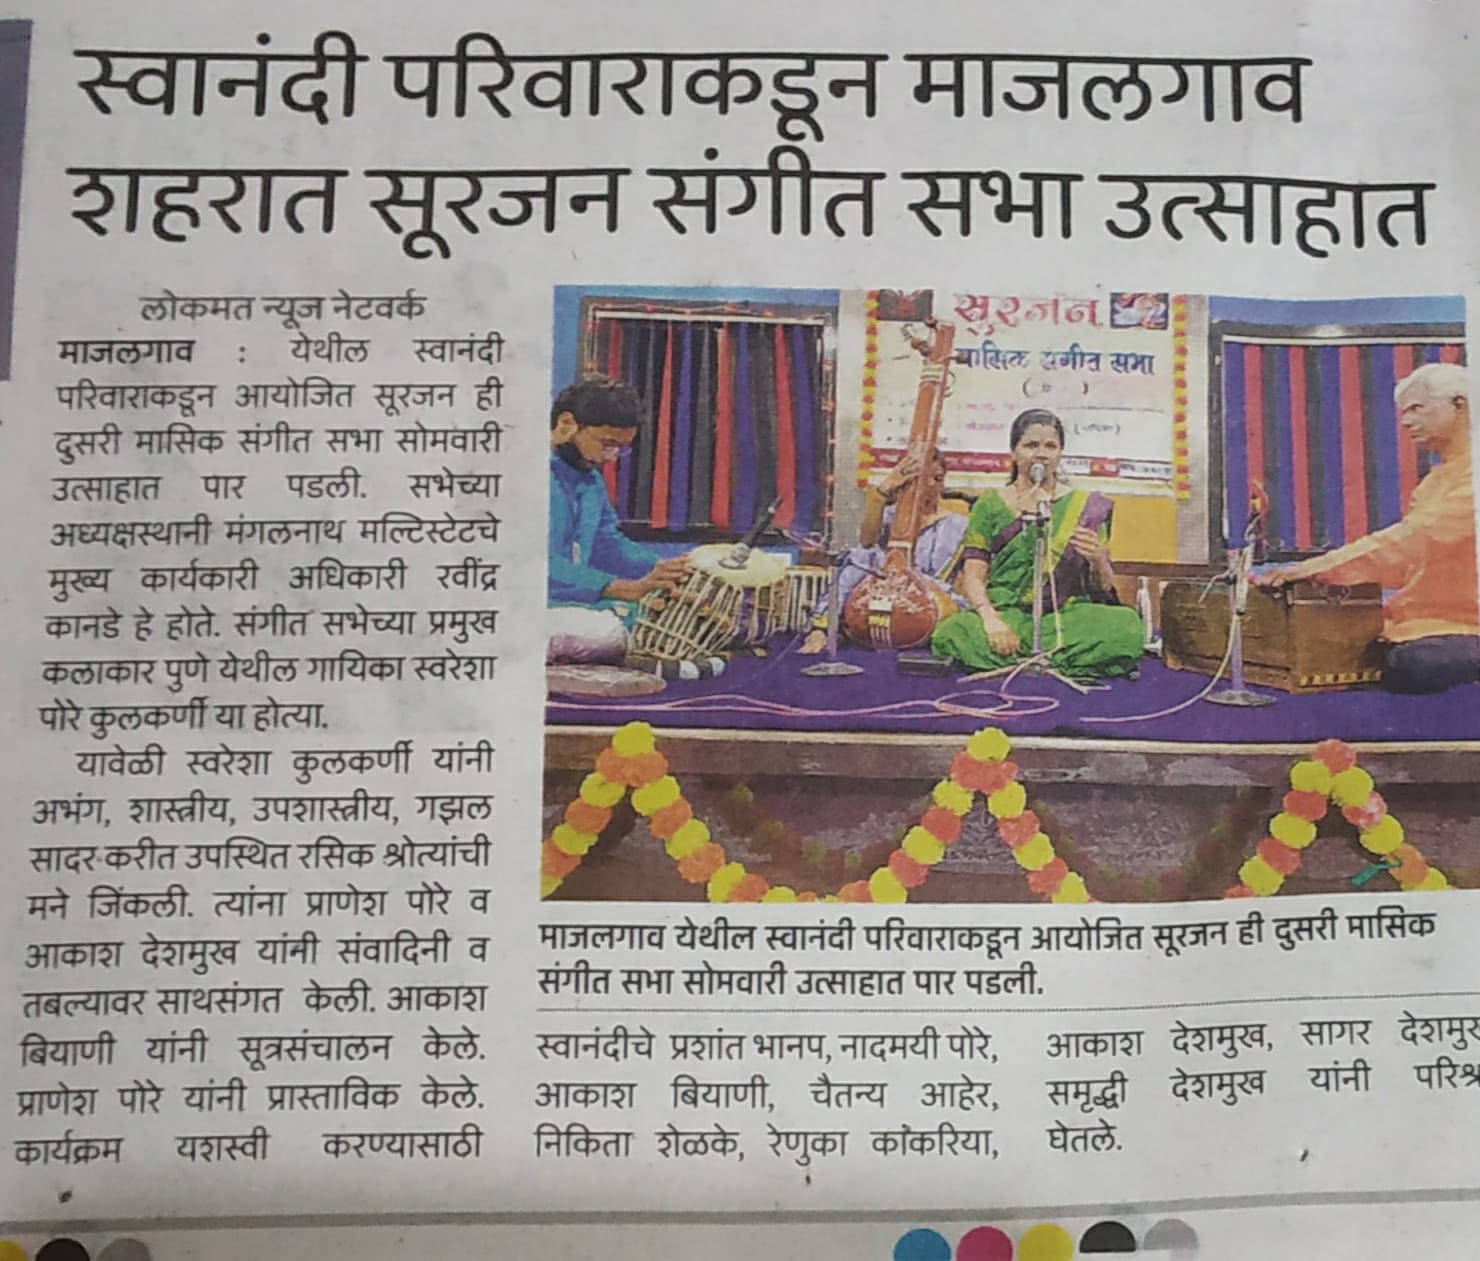 स्वानंदी परिवाराकडून माजलगाव
शहरात सूरजन संगीत सभा उत्साहात
लोकमत न्यूज नेटवर्क
माजलगाव : येथील स्वानंदी
परिवाराकडून आयोजित सूरजन ही
दुसरी मासिक संगीत सभा सोमवारी
उत्साहात पार पडली. सभेच्या
अध्यक्षस्थानी मंगलनाथ मल्टिस्टेटचे
मुख्य कार्यकारी अधिकारी रवींद्र
कानडे हे होते. संगीत सभेच्या प्रमुख
कलाकार पुणे येथील गायिका स्वरेशा
पोरे कुलकर्णी या होत्या.
यावेळी स्वरेशा कुलकर्णी यांनी
अभंग, शास्त्रीय, उपशास्त्रीय, गझल
सादर करीत उपस्थित रसिक श्रोत्यांची
मने जिंकली. त्यांना प्राणेश पोरे व
आकाश देशमुख यांनी संवादिनी व
तबल्यावर साथसंगत केली. आकाश
बियाणी यांनी सूत्रसंचालन केले.
प्राणेश पोरे यांनी प्रास्ताविक केले.
कार्यक्रम यशस्वी करण्यासाठी
सुरजन
मासिक संगीत सभा
माजलगाव येथील स्वानंदी परिवाराकडून आयोजित सूरजन ही दुसरी मासिक
संगीत सभा सोमवारी उत्साहात पार पडली.
स्वानंदीचे प्रशांत भानप, नादमयी पोरे,
आकाश बियाणी, चैतन्य आहेर,
निकिता शेळके, रेणुका कांकरिया,
आकाश देशमुख, सागर देशमु
समृद्धी देशमुख यांनी परिश्र
घेतले.